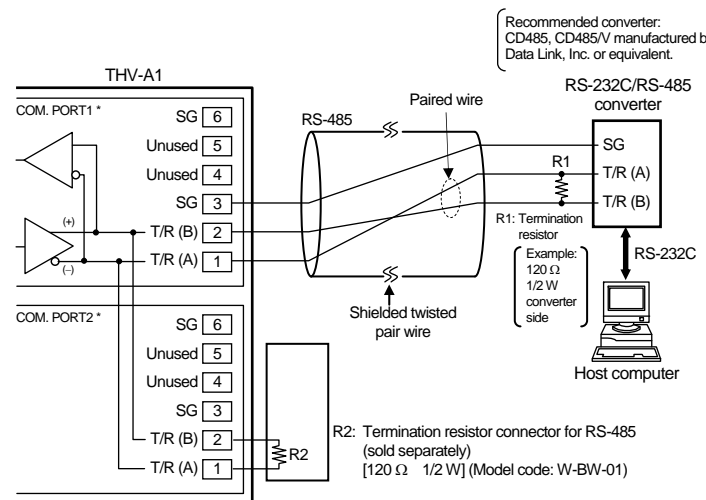 Recommended converter:
CD485, CD485/V manufactured b
Data Link, Inc. or equivalent.
THV-A1
RS-232C/RS-485
converter
COM. PORT1 *
SG 6
Unused 5
Unused 4
SG 3
T/R (B) 2
T/R (A) 1
(+)
(−)
RS-485
Paired wire
Shielded twisted
pair wire
R1
SG
T/R (A)
T/R (B)
R1: Termination
resistor
Example:
120 Ω
1/2 W
converter
side
RS-232C
Host computer
COM. PORT2 *
SG 6
Unused 5
Unused 4
SG 3
T/R (B) 2
T/R (A) 1
R2
R2: Termination resistor connector for RS-485
(sold separately)
[120 Ω 1/2 W] (Model code: W-BW-01)